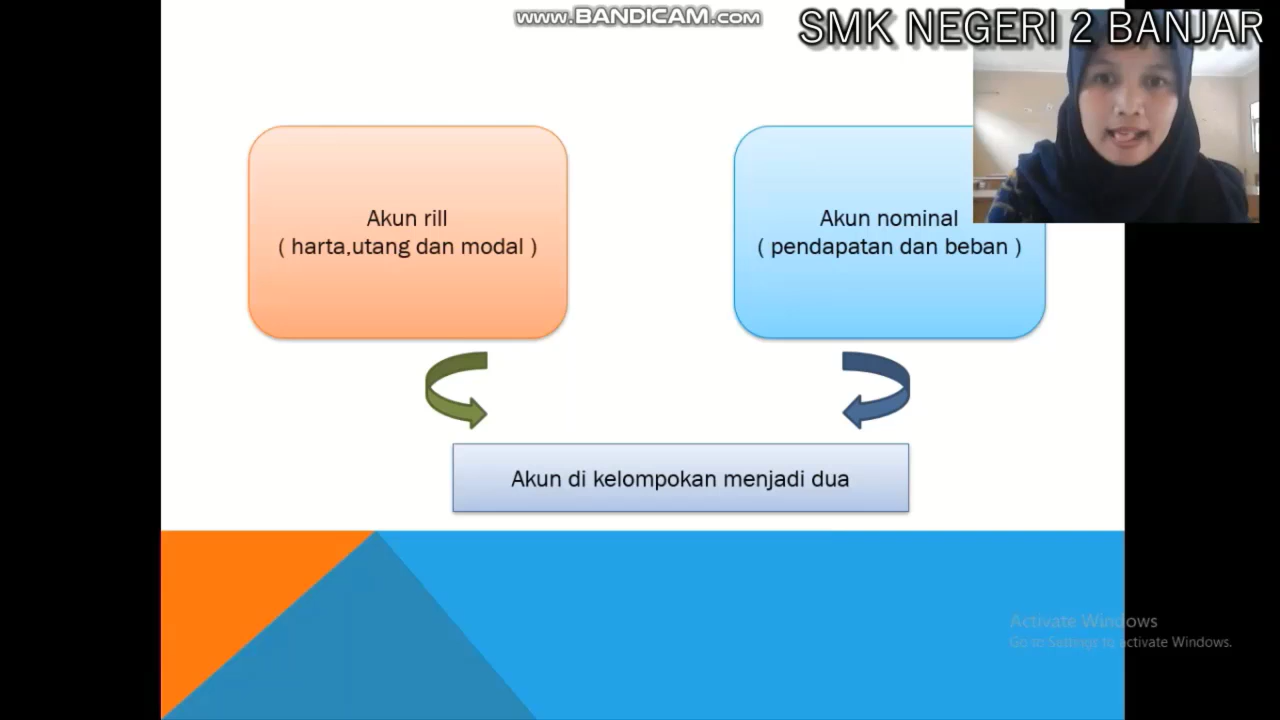 www.BANDICAM.com
SMK NEGERI 2 BANJAR
Akun rill
( harta,utang dan modal )
Akun nominal
( pendapatan dan beban )
Akun di kelompokan menjadi dua
Activate Windows
Go to Settings to activate Windows.